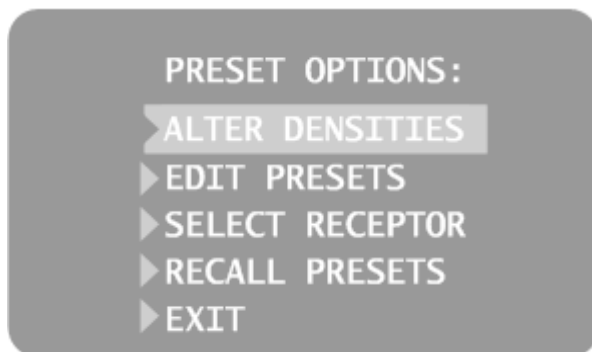 PRESET OPTIONS:
ALTER DENSITIES
EDIT PRESETS
SELECT RECEPTOR
RECALL PRESETS
EXIT